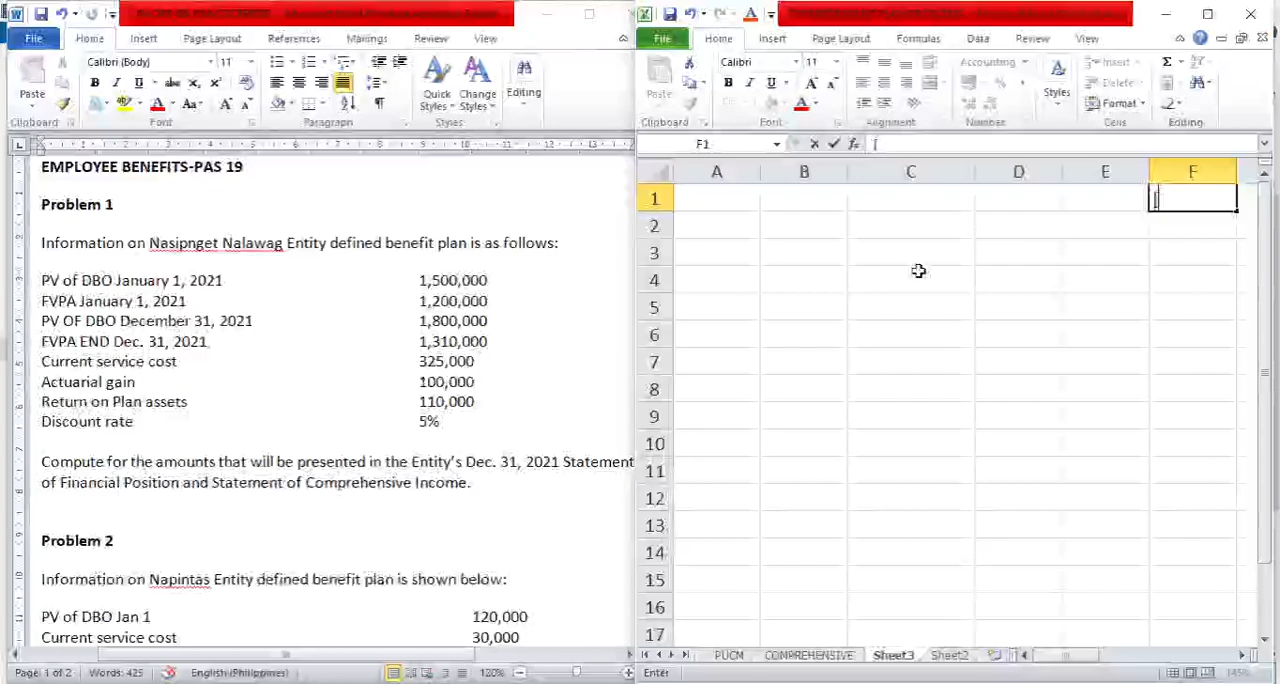 File Home Insert Page Layout References Mailings Review View
Paste
Clipboard
Calibri (Body) 11
B I U abc x₂ x²
Aa
Font
Paragraph
Quick Styles
Change Styles
Styles
Editing
EMPLOYEE BENEFITS-PAS 19
Problem 1
Information on Nasipnget Nalawag Entity defined benefit plan is as follows:
PV of DBO January 1, 2021 1,500,000
FVPA January 1, 2021 1,200,000
PV OF DBO December 31, 2021 1,800,000
FVPA END Dec. 31, 2021 1,310,000
Current service cost 325,000
Actuarial gain 100,000
Return on Plan assets 110,000
Discount rate 5%
Compute for the amounts that will be presented in the Entity's Dec. 31, 2021 Statement
of Financial Position and Statement of Comprehensive Income.
Problem 2
Information on Napintas Entity defined benefit plan is shown below:
PV of DBO Jan 1 120,000
Current service cost 30,000
Page: 1 of 2 Words: 425 English (Philippines) 120%
File Home Insert Page Layout Formulas Data Review View
Paste
Clipboard
Calibri 11
B I U
Font
Alignment
Accounting
Number
Styles
Insert
Delete
Format
Cells
Editing
F1
A B C D E F
1
2
3
4
5
6
7
8
9
10
11
12
13
14
15
16
17
PUCM COMPREHENSIVE Sheet3 Sheet2
Enter 145%